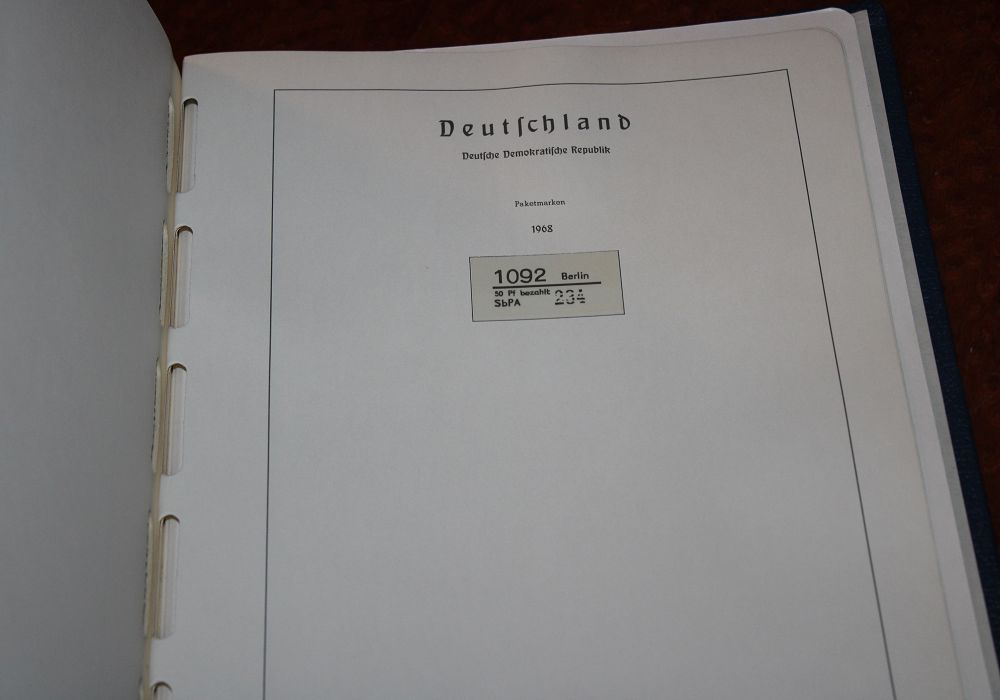 Deutſchland
Deutſche Demokratiſche Republik
Paketmarken
1968
1092 Berlin
50 Pf bezahlt 234
SbPA